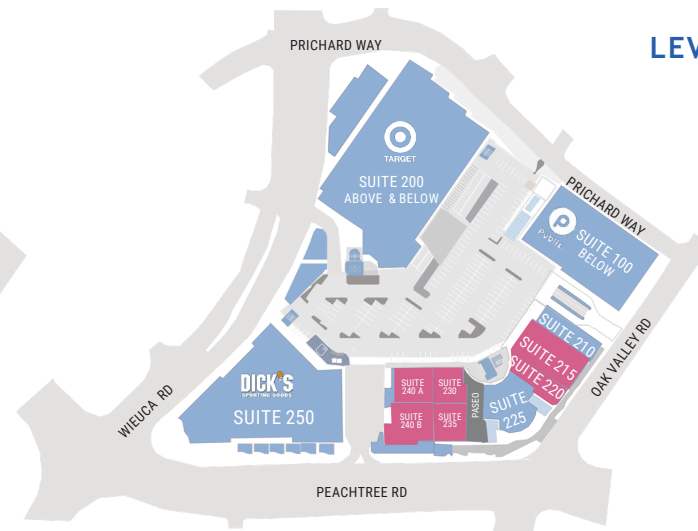 PRICHARD WAY
LEV
TARGET
SUITE 200
ABOVE & BELOW
PRICHARD WAY
Publix
SUITE 100
BELOW
SUITE 210
SUITE 215
SUITE 220
OAK VALLEY RD
DICK'S
SPORTING GOODS
SUITE 250
WIEUCA RD
SUITE
240 A
SUITE
230
SUITE
240 B
SUITE
235
PASEO
SUITE
225
PEACHTREE RD